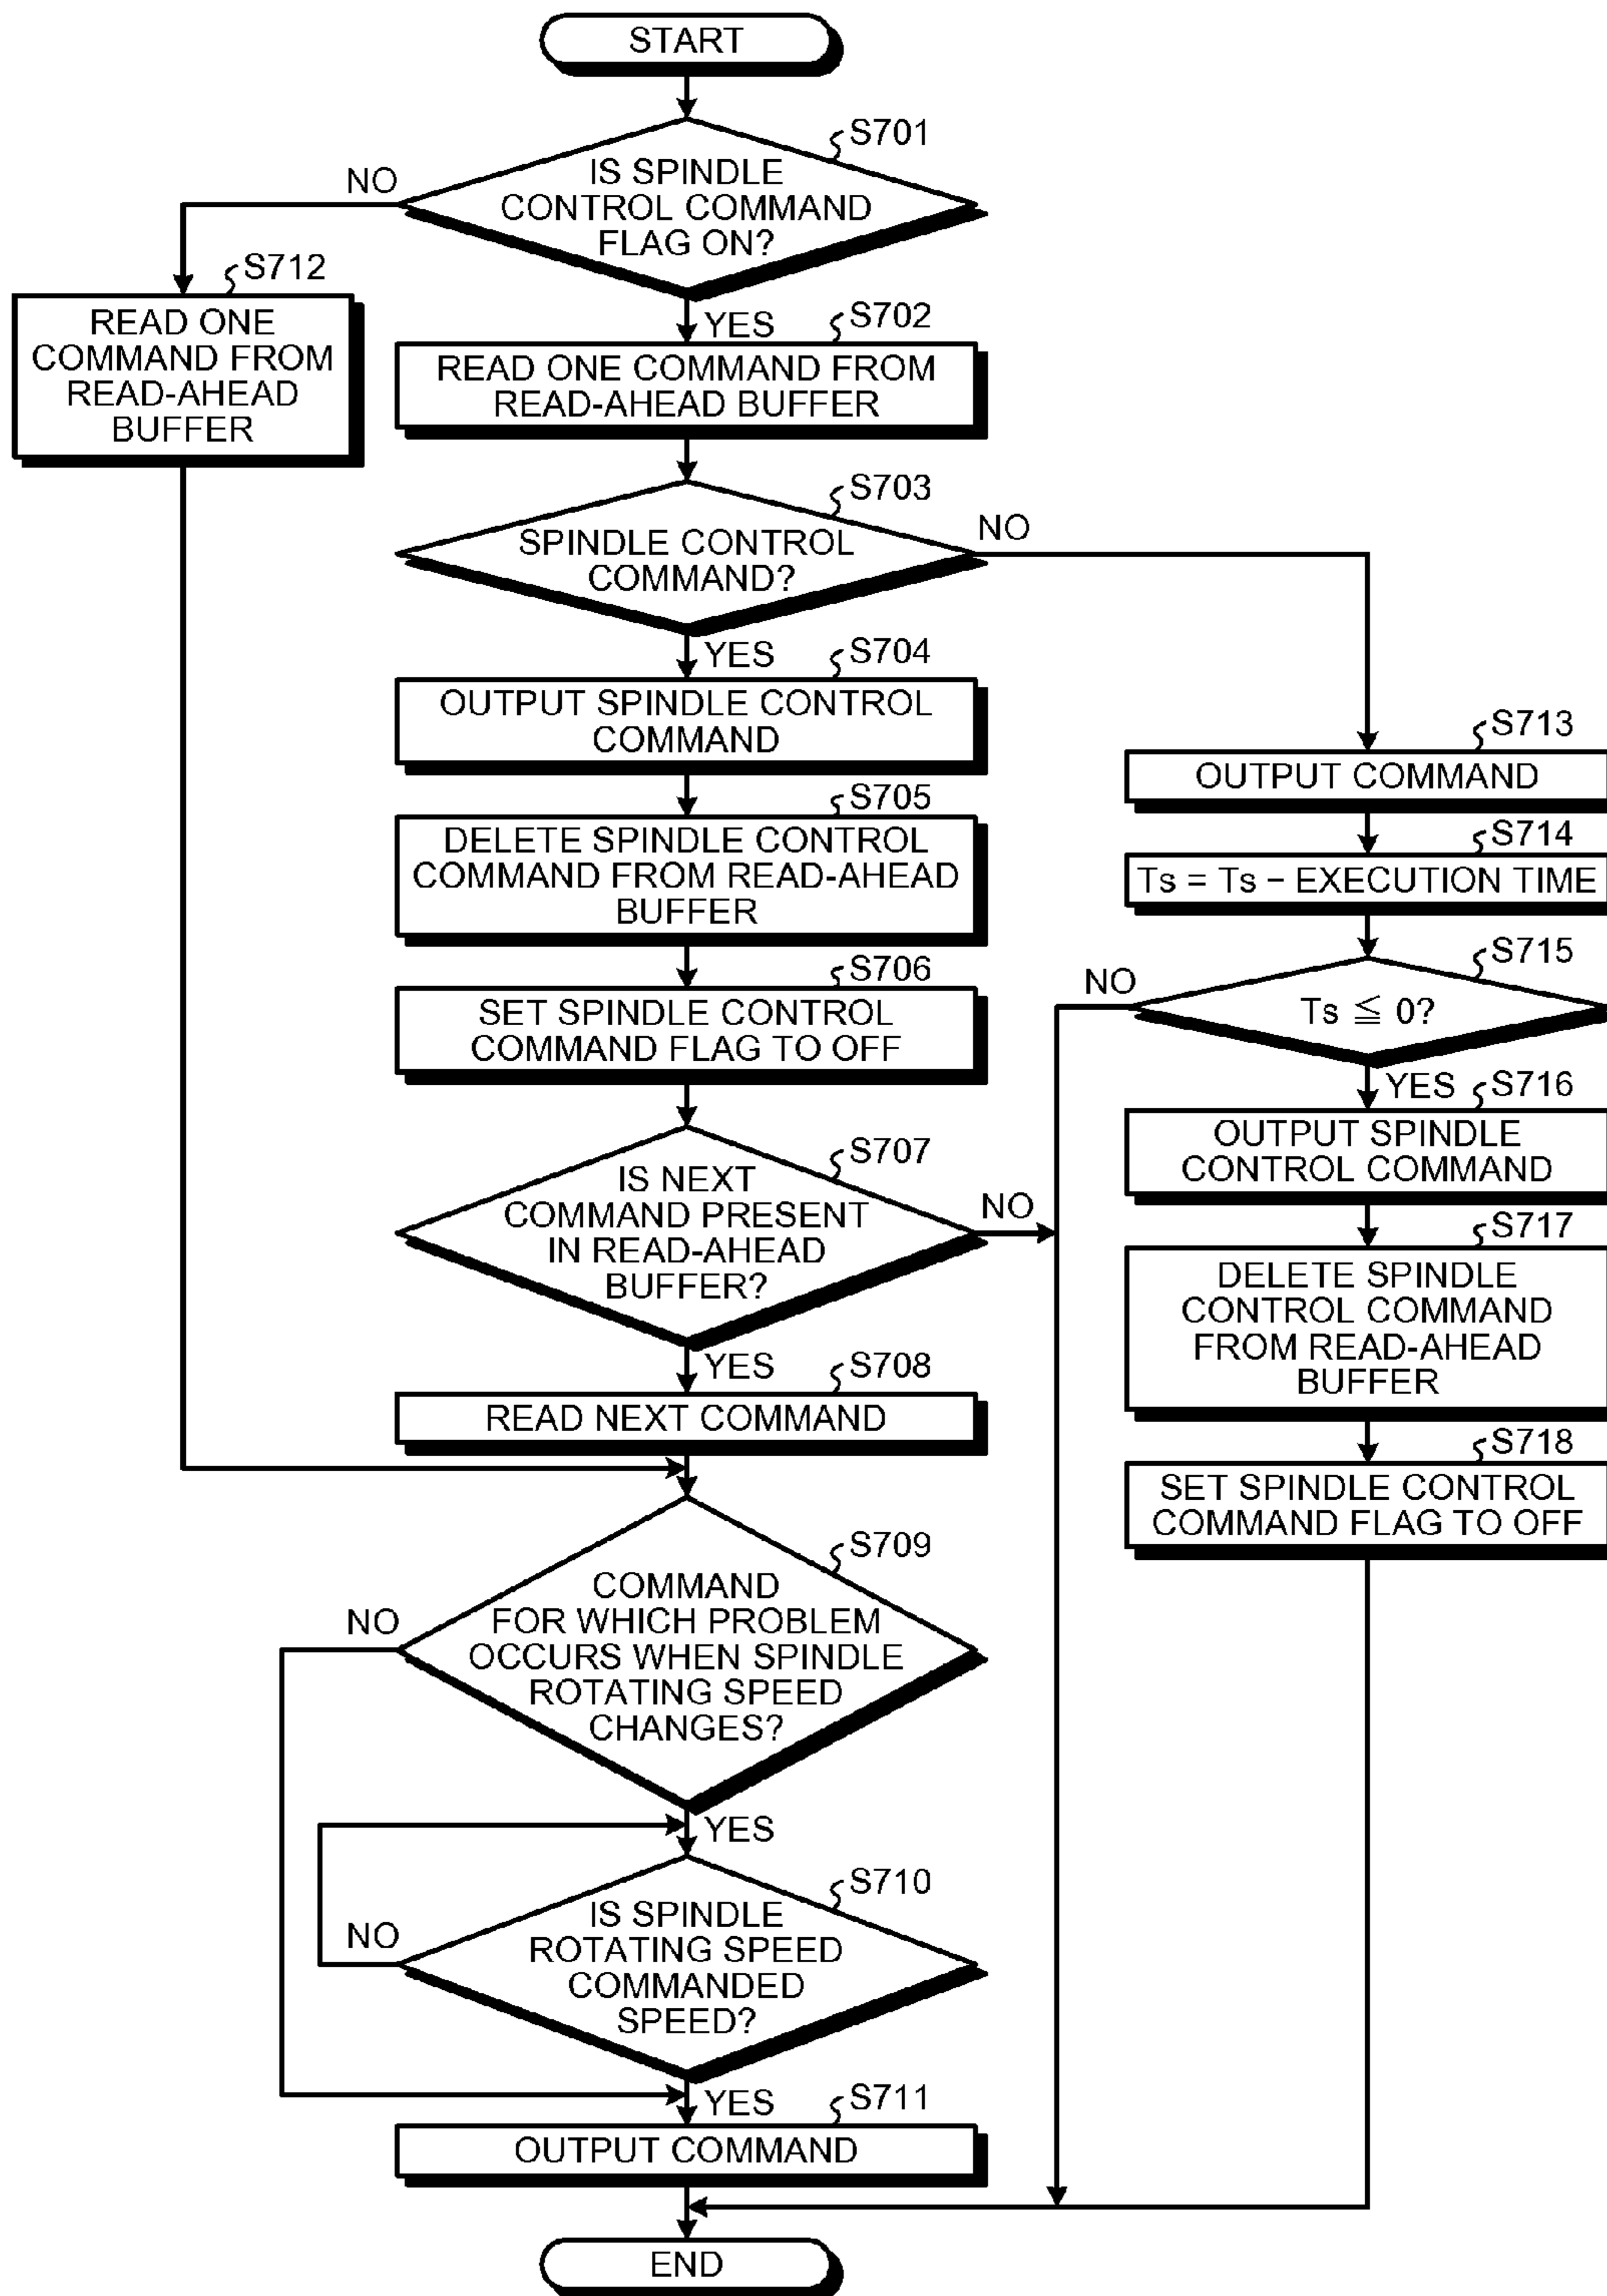 START
S701
IS SPINDLE
CONTROL COMMAND
FLAG ON?
NO
S712
READ ONE
COMMAND FROM
READ-AHEAD
BUFFER
YES
S702
READ ONE COMMAND FROM
READ-AHEAD BUFFER
S703
SPINDLE CONTROL
COMMAND?
NO
YES
S704
OUTPUT SPINDLE CONTROL
COMMAND
S705
DELETE SPINDLE CONTROL
COMMAND FROM READ-AHEAD
BUFFER
S706
SET SPINDLE CONTROL
COMMAND FLAG TO OFF
S707
IS NEXT
COMMAND PRESENT
IN READ-AHEAD
BUFFER?
NO
YES
S708
READ NEXT COMMAND
S709
COMMAND
FOR WHICH PROBLEM
OCCURS WHEN SPINDLE
ROTATING SPEED
CHANGES?
NO
YES
S710
IS SPINDLE
ROTATING SPEED
COMMANDED
SPEED?
NO
YES
S711
OUTPUT COMMAND
END
S713
OUTPUT COMMAND
S714
Ts = Ts − EXECUTION TIME
S715
Ts ≦ 0?
NO
YES
S716
OUTPUT SPINDLE
CONTROL COMMAND
S717
DELETE SPINDLE
CONTROL COMMAND
FROM READ-AHEAD
BUFFER
S718
SET SPINDLE CONTROL
COMMAND FLAG TO OFF